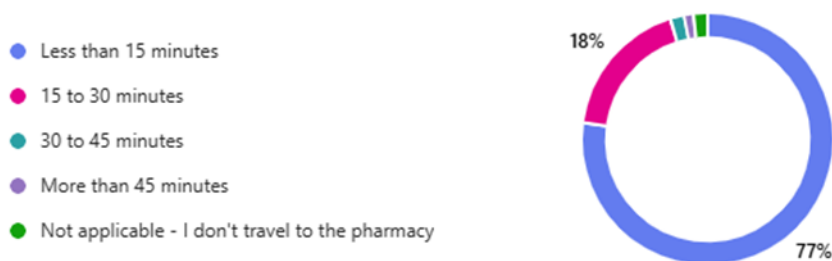 Less than 15 minutes
15 to 30 minutes
30 to 45 minutes
More than 45 minutes
Not applicable - I don't travel to the pharmacy
18%
77%